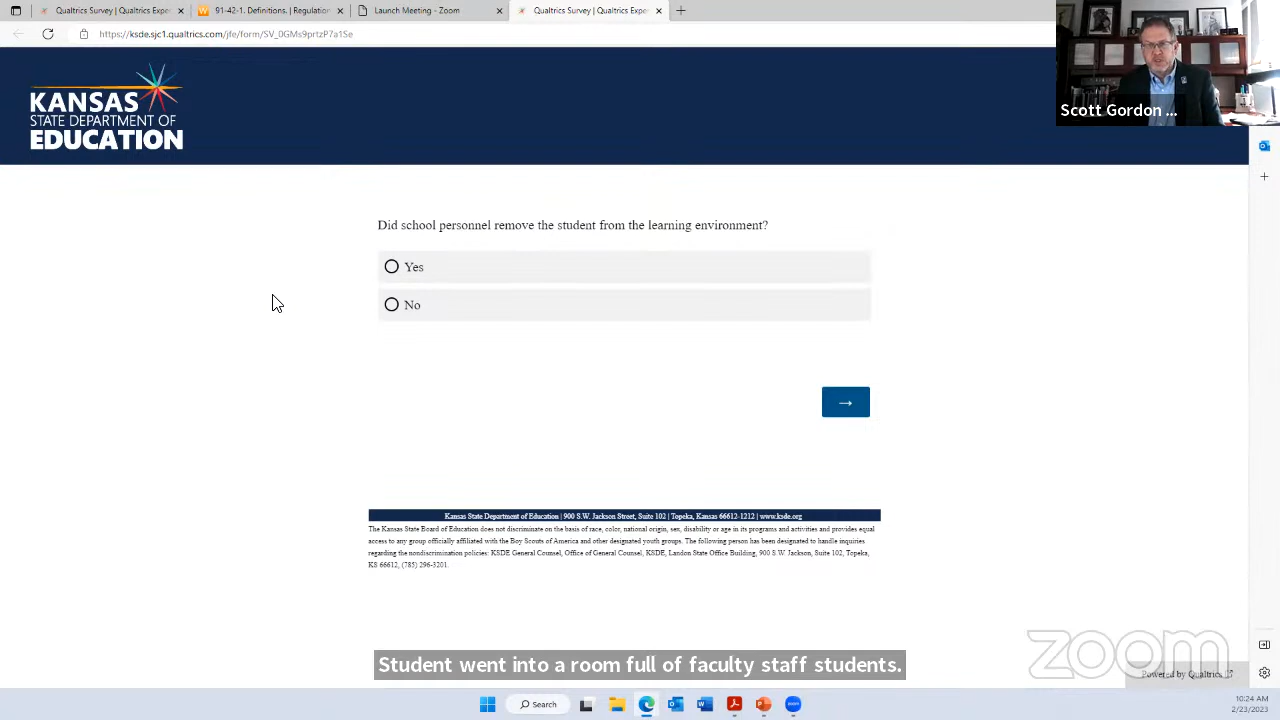 Qualtrics Survey | Qualtrics Experi
91-42-1. Definitions. | Regulation
Launch Meeting - Zoom
Qualtrics Survey | Qualtrics Exper
https://ksde.sjc1.qualtrics.com/jfe/form/SV_0GMs9prtzP7a1Se
Scott Gordon ...
KANSAS
STATE DEPARTMENT OF
EDUCATION
Did school personnel remove the student from the learning environment?
Yes
No
→
Kansas State Department of Education | 900 S.W. Jackson Street, Suite 102 | Topeka, Kansas 66612-1212 | www.ksde.org
The Kansas State Board of Education does not discriminate on the basis of race, color, national origin, sex, disability or age in its programs and activities and provides equal
access to any group officially affiliated with the Boy Scouts of America and other designated youth groups. The following person has been designated to handle inquiries
regarding the nondiscrimination policies: KSDE General Counsel, Office of General Counsel, KSDE, Landon State Office Building, 900 S.W. Jackson, Suite 102, Topeka,
KS 66612, (785) 296-3201.
zoom
Student went into a room full of faculty staff students.
Powered by Qualtrics
Search
10:24 AM
2/23/2023